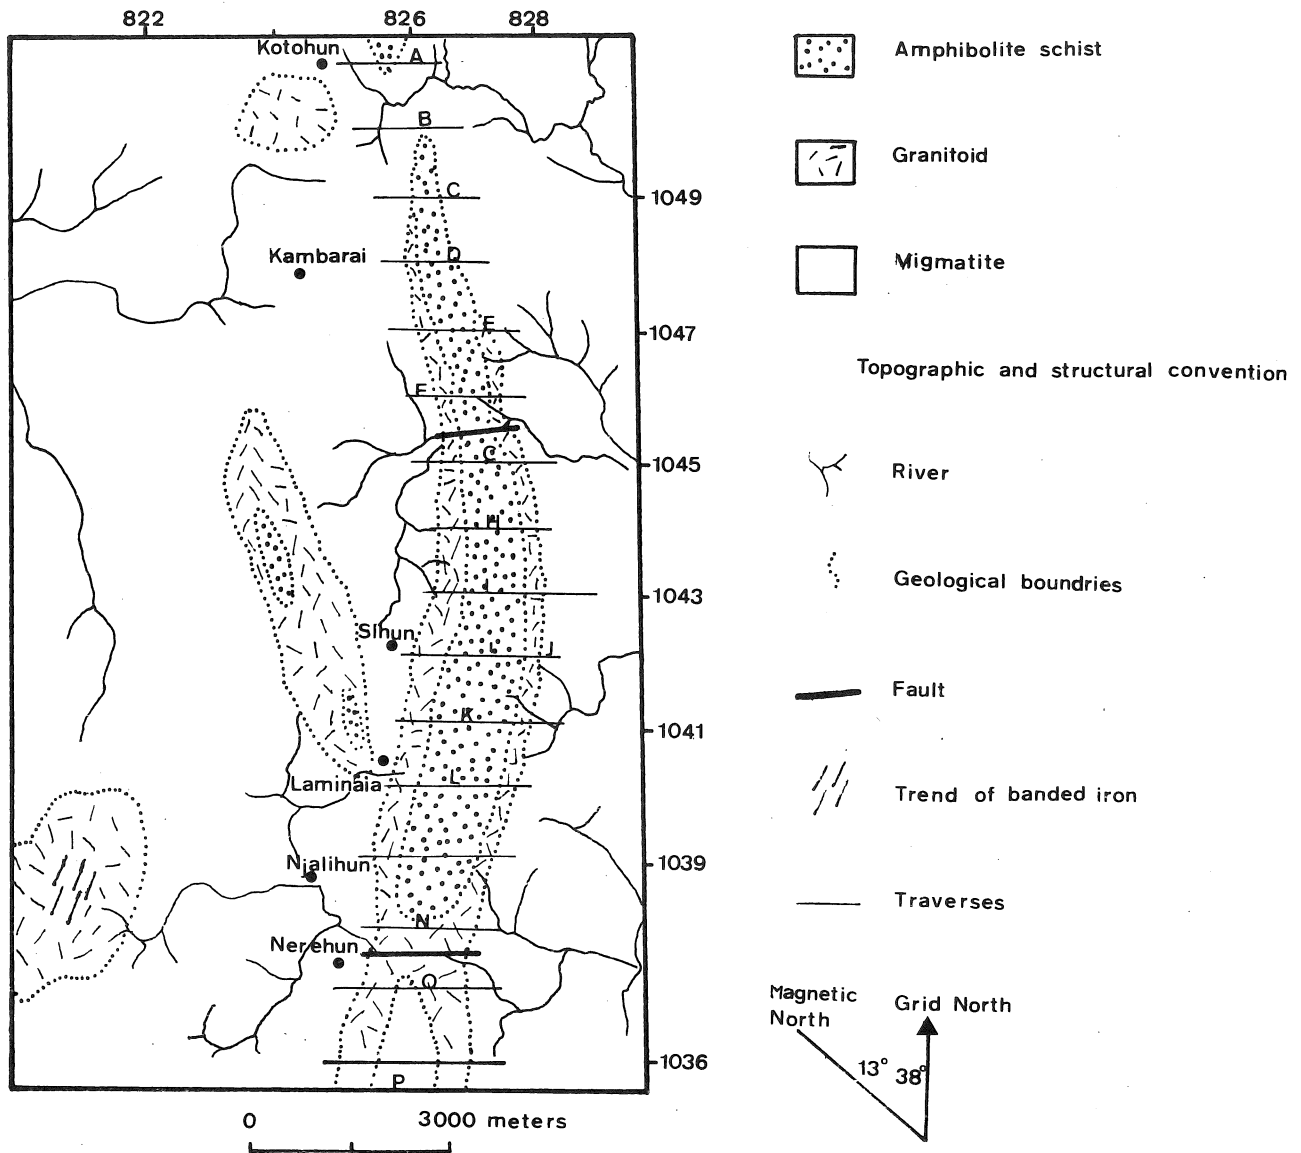 822 826 828
Kotohun
A
B
C
1049
Kambarai
D
E
1047
F
C
1045
H
I
1043
Sihun
J
K
1041
Laminaia
L
Njalihun
1039
N
Nerehun
O
1036
P
0 3000 meters
Amphibolite schist
Granitoid
Migmatite
Topographic and structural convention
River
Geological boundries
Fault
Trend of banded iron
Traverses
Magnetic
North
Grid North
13° 38°